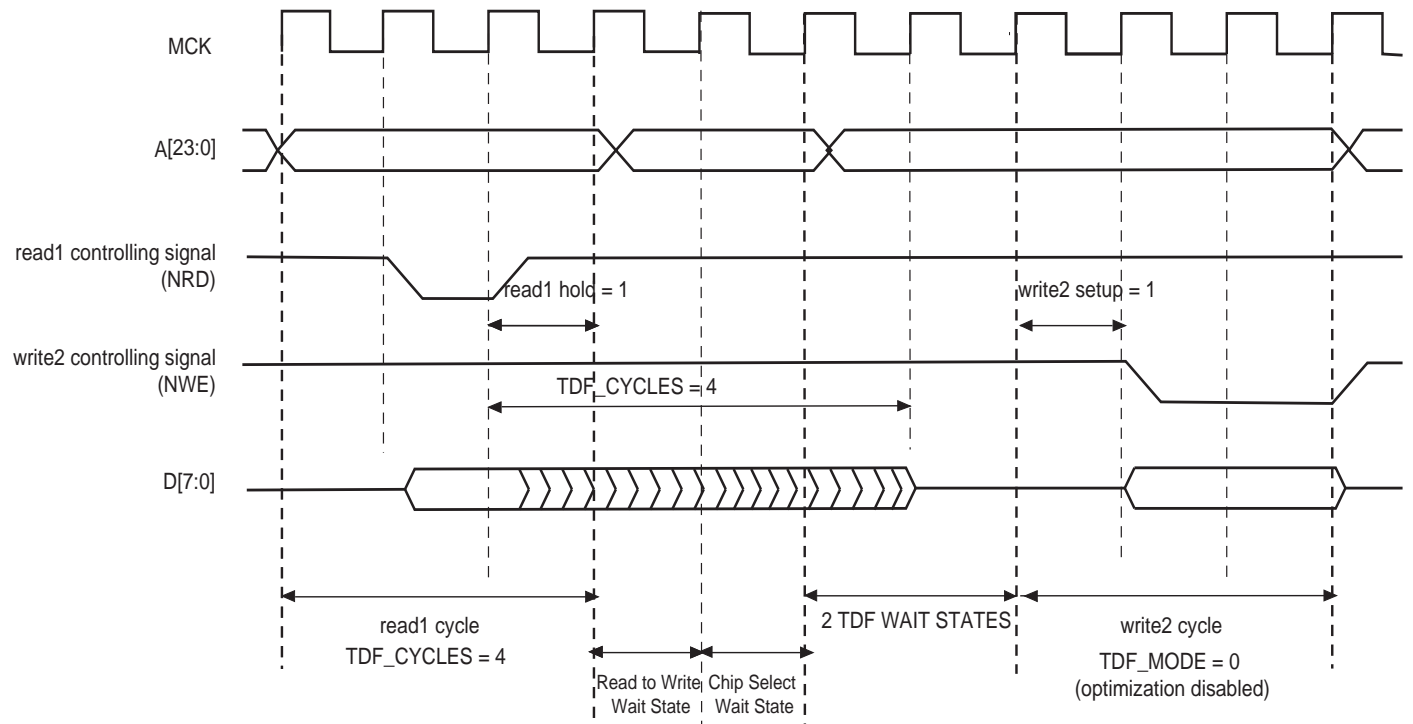 MCK
A[23:0]
read1 controlling signal
(NRD)
read1 hold = 1
write2 setup = 1
write2 controlling signal
(NWE)
TDF_CYCLES = 4
D[7:0]
read1 cycle
TDF_CYCLES = 4
2 TDF WAIT STATES
write2 cycle
TDF_MODE = 0
(optimization disabled)
Read to Write
Wait State
Chip Select
Wait State